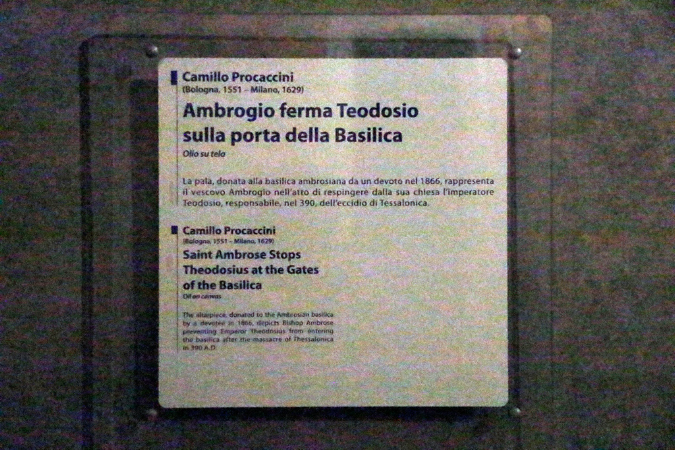 Camillo Procaccini
(Bologna, 1551 – Milano, 1629)
Ambrogio ferma Teodosio
sulla porta della Basilica
Olio su tela
La pala, donata alla basilica ambrosiana da un devoto nel 1866, rappresenta
il vescovo Ambrogio nell'atto di respingere dalla sua chiesa l'imperatore
Teodosio, responsabile, nel 390, dell'eccidio di Tessalonica.
Camillo Procaccini
(Bologna, 1551 – Milano, 1629)
Saint Ambrose Stops
Theodosius at the Gates
of the Basilica
Oil on canvas
The altarpiece, donated to the Ambrosian basilica
by a devotee in 1866, depicts Bishop Ambrose
preventing Emperor Theodosius from entering
the basilica after the massacre of Thessalonica
in 390 A.D.